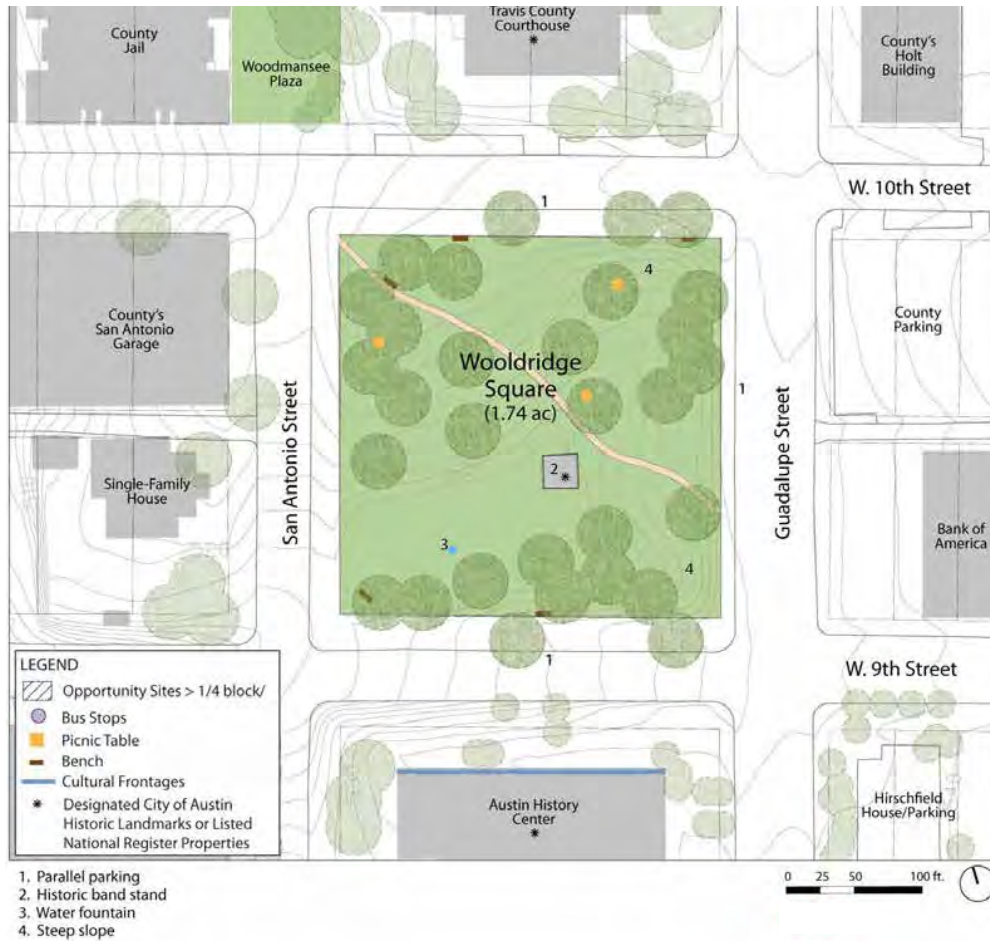 County
Jail
Woodmansee
Plaza
Travis County
Courthouse
*
County's
Holt
Building
W. 10th Street
1
4
County's
San Antonio
Garage
Wooldridge
Square
(1.74 ac)
1
County
Parking
San Antonio Street
Guadalupe Street
2
*
Single-Family
House
3
4
Bank of
America
1
W. 9th Street
LEGEND
Opportunity Sites > 1/4 block/
Bus Stops
Picnic Table
Bench
Cultural Frontages
* Designated City of Austin
Historic Landmarks or Listed
National Register Properties
Austin History
Center
*
Hirschfield
House/Parking
0 25 50 100 ft.
1. Parallel parking
2. Historic band stand
3. Water fountain
4. Steep slope